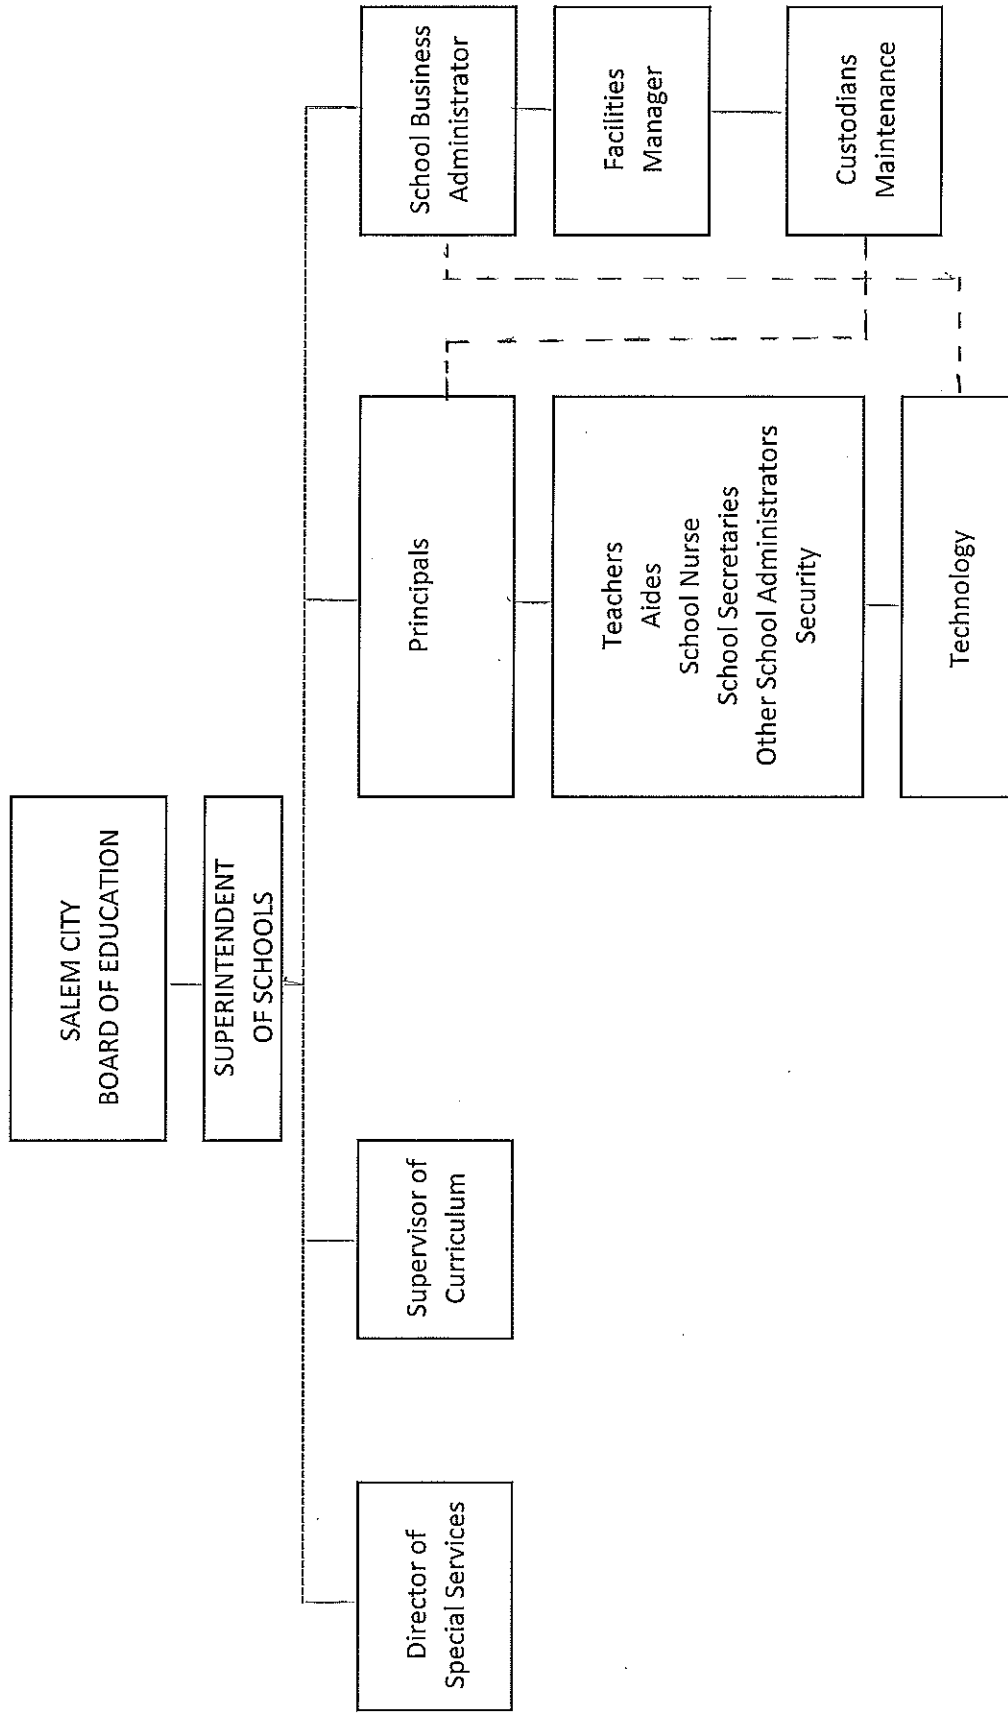 SALEM CITY
BOARD OF EDUCATION
SUPERINTENDENT
OF SCHOOLS
Director of
Special Services
Supervisor of
Curriculum
Principals
School Business
Administrator
Teachers
Aides
School Nurse
School Secretaries
Other School Administrators
Security
Facilities
Manager
Technology
Custodians
Maintenance